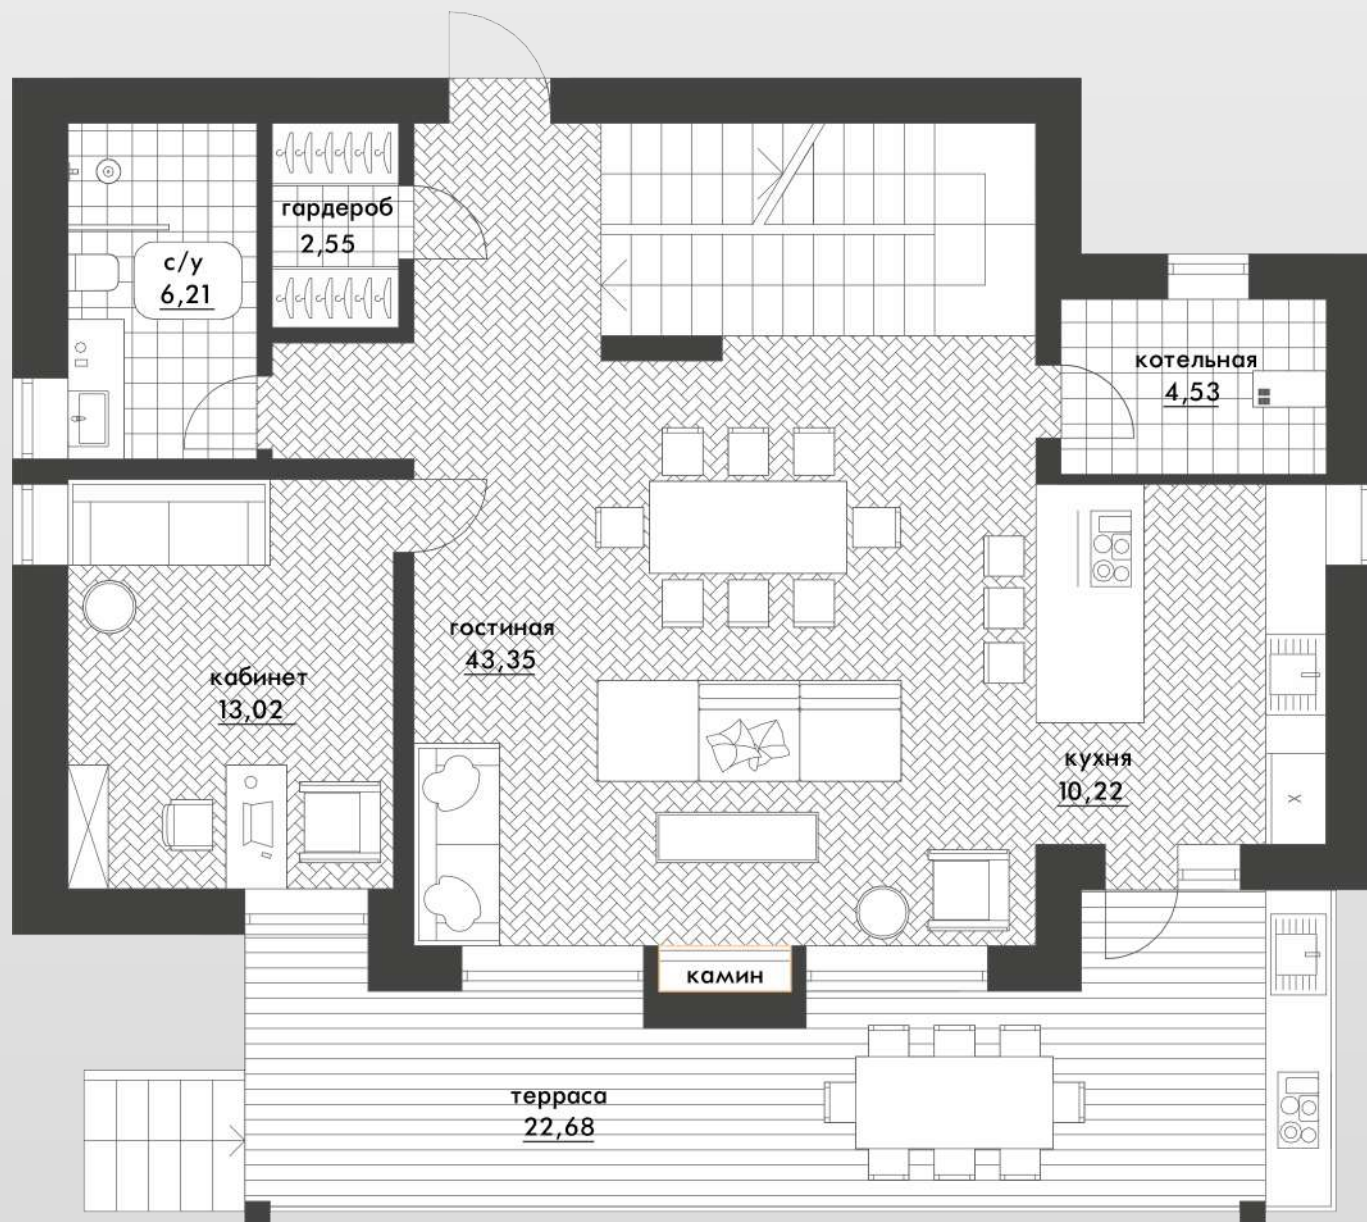 гардероб
2,55
с/у
6,21
котельная
4,53
гостиная
43,35
кабинет
13,02
кухня
10,22
x
камин
терраса
22,68